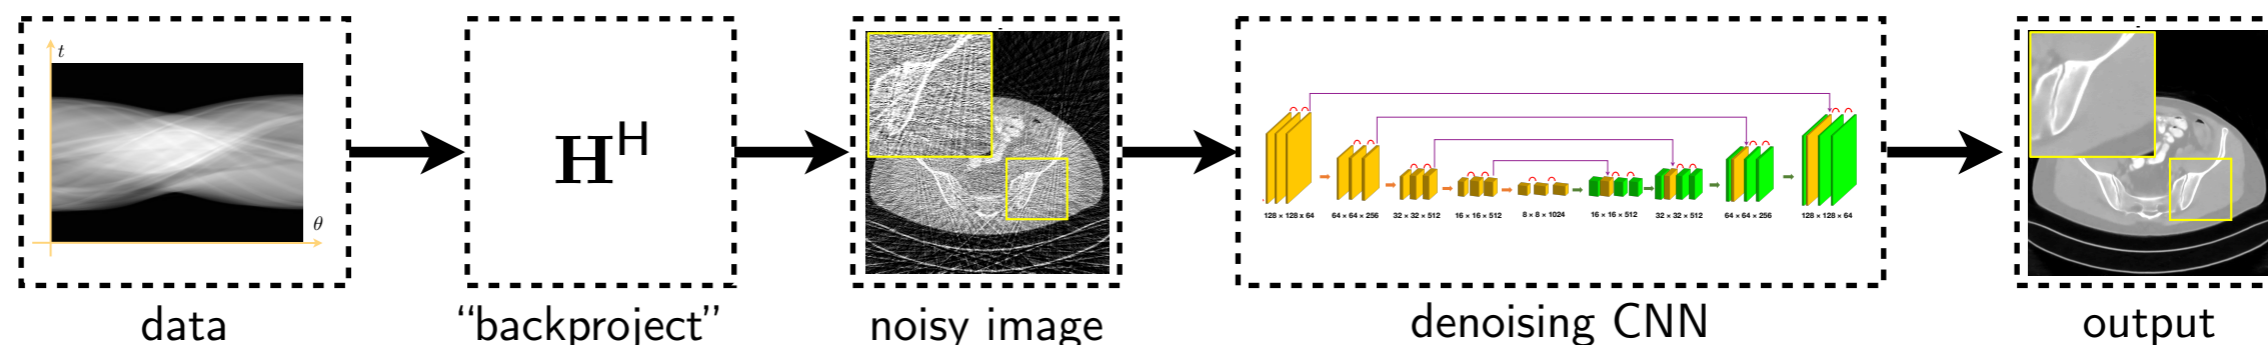 t
θ
data
H^H
“backproject”
noisy image
128 × 128 x 64
64 × 64 × 256
32 × 32 × 512
16 × 16 × 512
8 × 8 × 1024
16 × 16 × 512
32 × 32 × 512
64 × 64 × 256
128 × 128 × 64
denoising CNN
output